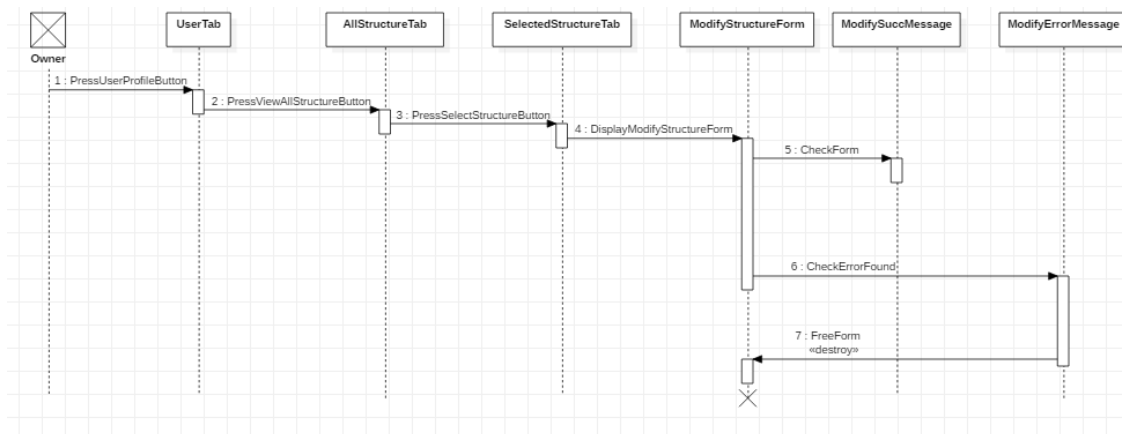 UserTab
AllStructureTab
SelectedStructureTab
ModifyStructureForm
ModifySuccMessage
ModifyErrorMessage
Owner
1 : PressUserProfileButton
2 : PressViewAllStructureButton
3 : PressSelectStructureButton
4 : DisplayModifyStructureForm
5 : CheckForm
6 : CheckErrorFound
7 : FreeForm
«destroy»